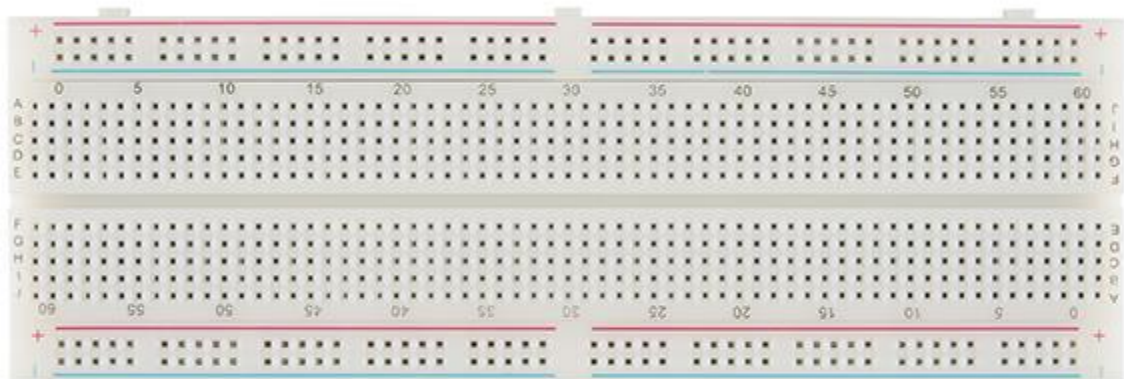 + +
- -
0 5 10 15 20 25 30 35 40 45 50 55 60
A J
B I
C H
D G
E F
F E
G D
H C
I B
J A
60 55 50 45 40 35 30 25 20 15 10 5 0
+ +
- -